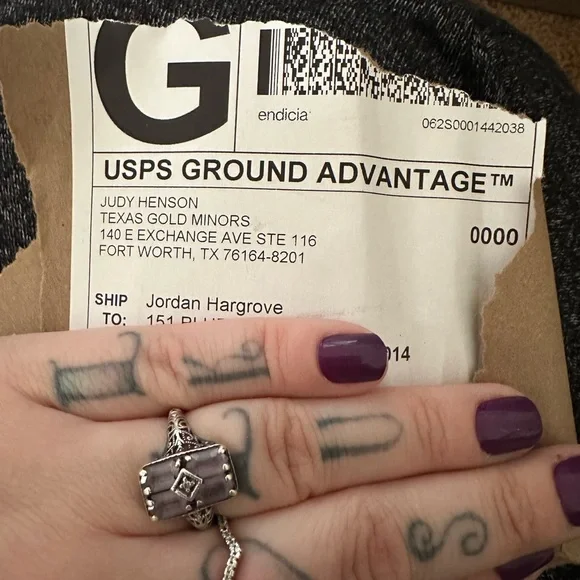 G
endicia
062S0001442038
USPS GROUND ADVANTAGE™
JUDY HENSON
TEXAS GOLD MINORS
0000
140 E EXCHANGE AVE STE 116
FORT WORTH, TX 76164-8201
SHIP Jordan Hargrove
TO: 151
014